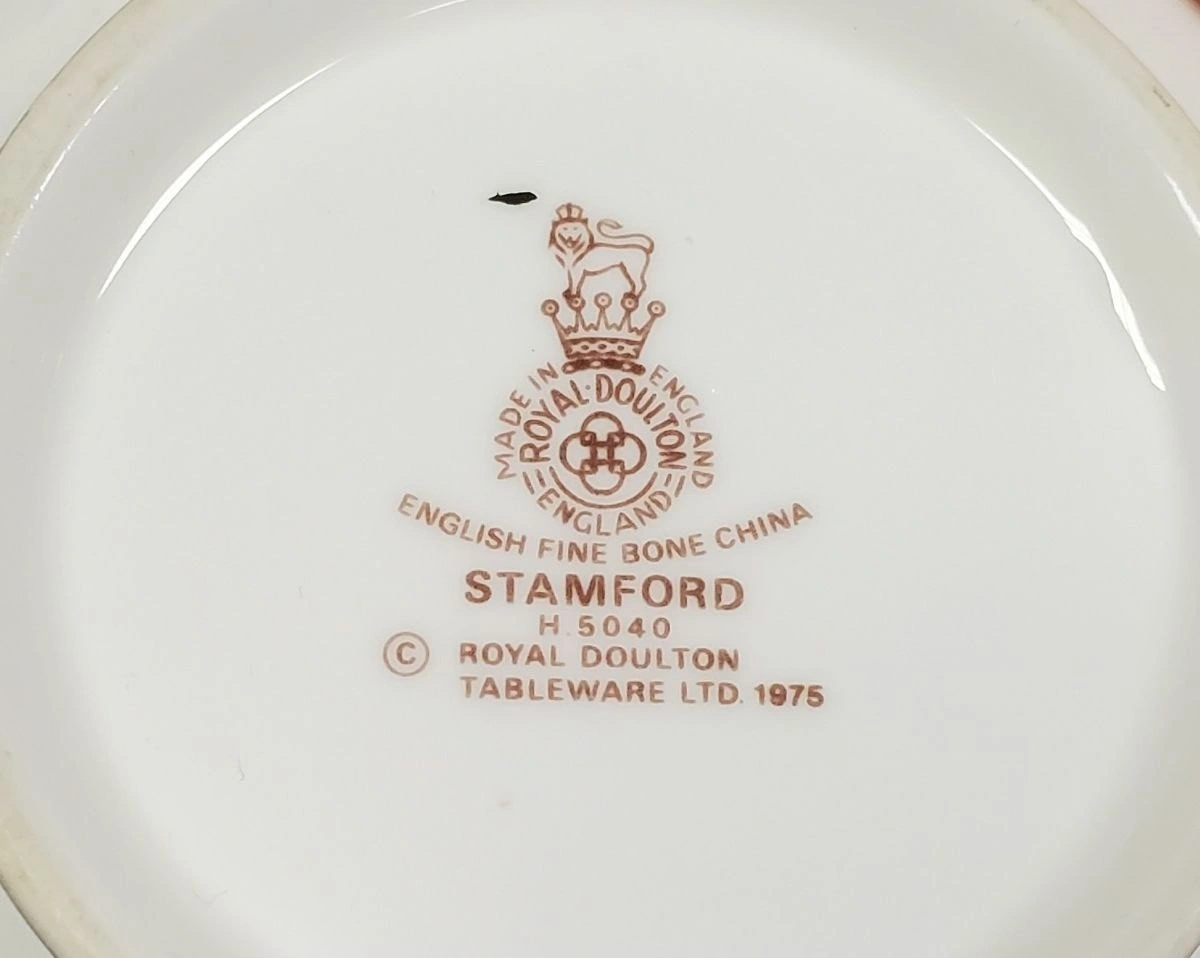 MADE IN ENGLAND
ROYAL·DOULTON
ENGLAND
ENGLISH FINE BONE CHINA
STAMFORD
H.5040
© ROYAL DOULTON
TABLEWARE LTD. 1975